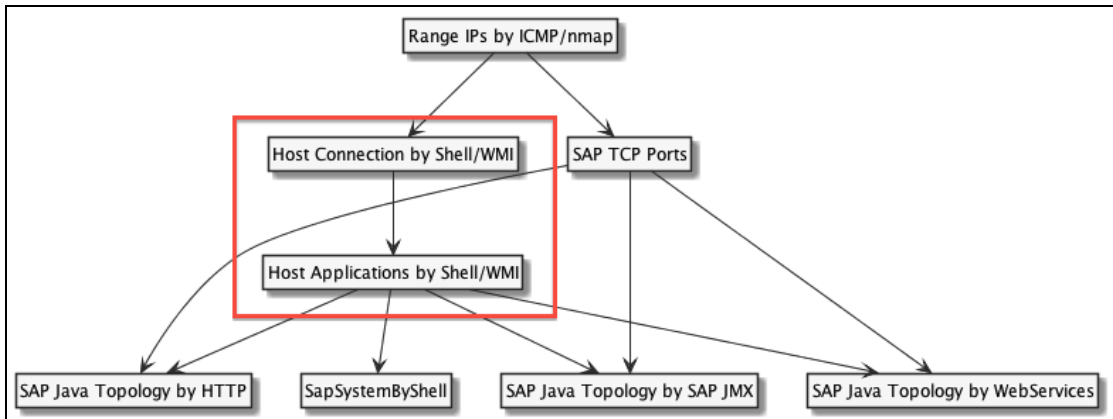 Range IPs by ICMP/nmap
Host Connection by Shell/WMI
SAP TCP Ports
Host Applications by Shell/WMI
SAP Java Topology by HTTP
SapSystemByShell
SAP Java Topology by SAP JMX
SAP Java Topology by WebServices